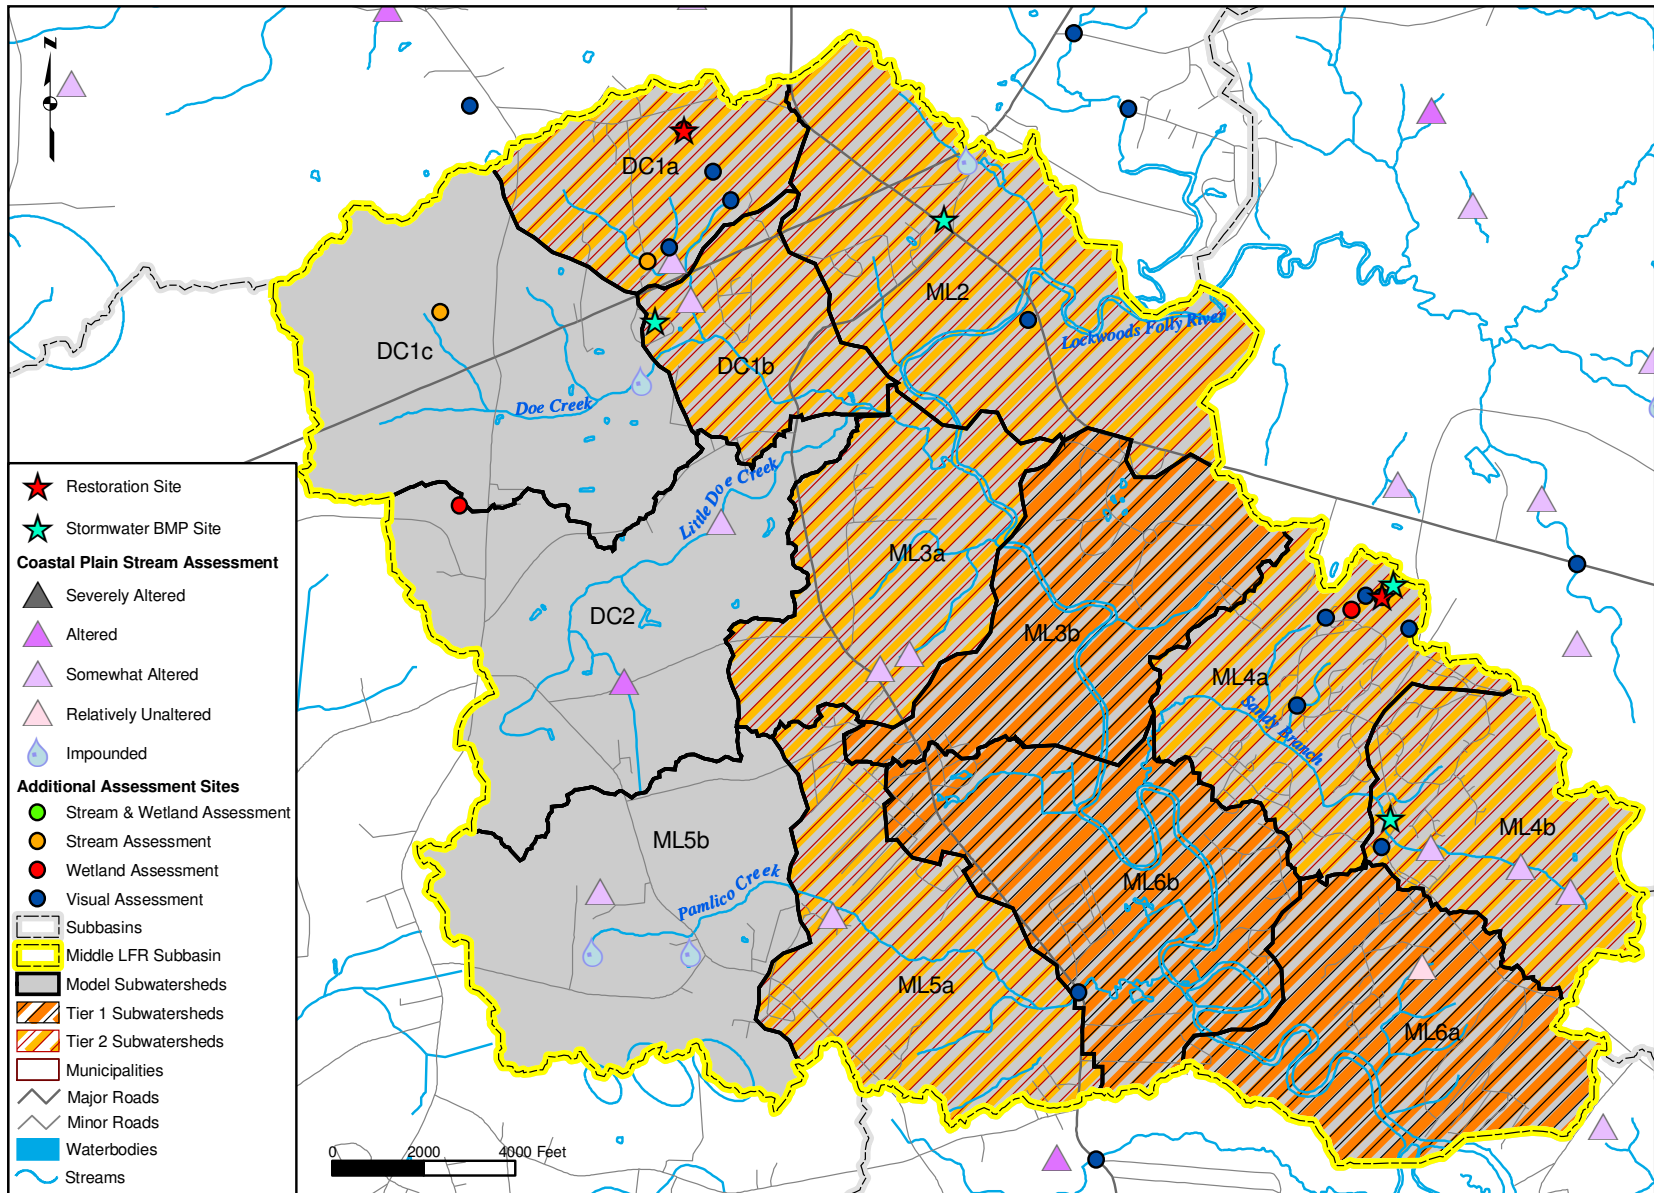 N
DC1a
ML2
Lockwoods Folly River
DC1c
DC1b
Doe Creek
Little Doe Creek
ML3a
DC2
ML3b
ML4a
Sandy Branch
ML4b
ML5b
Pamlico Creek
ML6b
ML5a
ML6a
Restoration Site
Stormwater BMP Site
Coastal Plain Stream Assessment
Severely Altered
Altered
Somewhat Altered
Relatively Unaltered
Impounded
Additional Assessment Sites
Stream & Wetland Assessment
Stream Assessment
Wetland Assessment
Visual Assessment
Subbasins
Middle LFR Subbasin
Model Subwatersheds
Tier 1 Subwatersheds
Tier 2 Subwatersheds
Municipalities
Major Roads
Minor Roads
Waterbodies
Streams
0 2000 4000 Feet